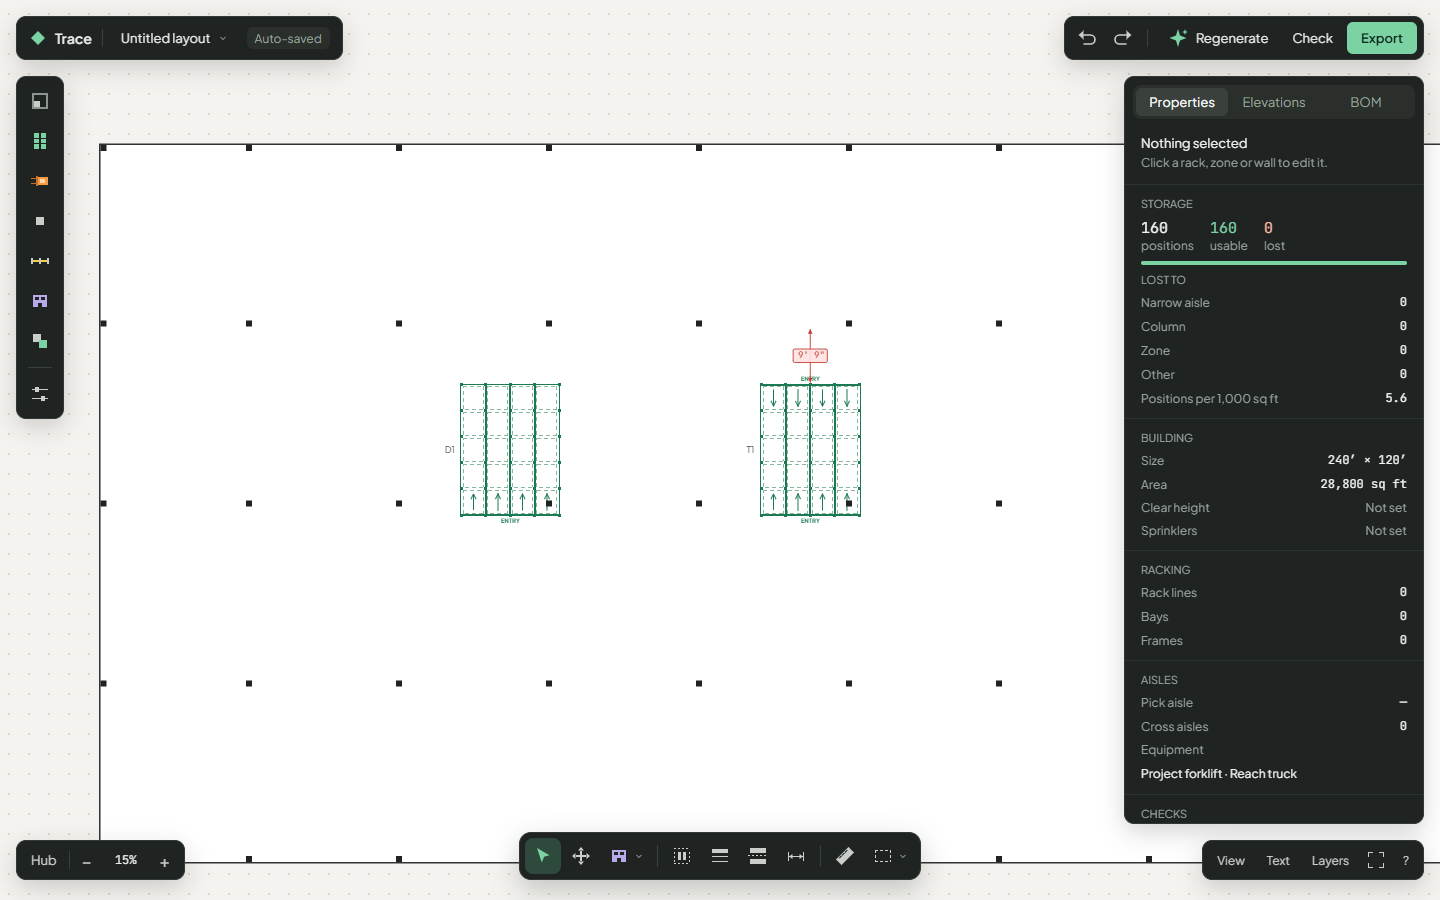 Trace
Untitled layout
Auto-saved
Regenerate
Check
Export
Properties
Elevations
BOM
Nothing selected
Click a rack, zone or wall to edit it.
STORAGE
160 160 0
positions usable lost
LOST TO
Narrow aisle 0
Column 0
Zone 0
Other 0
Positions per 1,000 sq ft 5.6
BUILDING
Size 240′ × 120′
Area 28,800 sq ft
Clear height Not set
Sprinklers Not set
RACKING
Rack lines 0
Bays 0
Frames 0
AISLES
Pick aisle –
Cross aisles 0
Equipment
Project forklift · Reach truck
CHECKS
9' 9"
ENTRY
D1
T1
ENTRY
ENTRY
Hub
– 15% +
View
Text
Layers
?